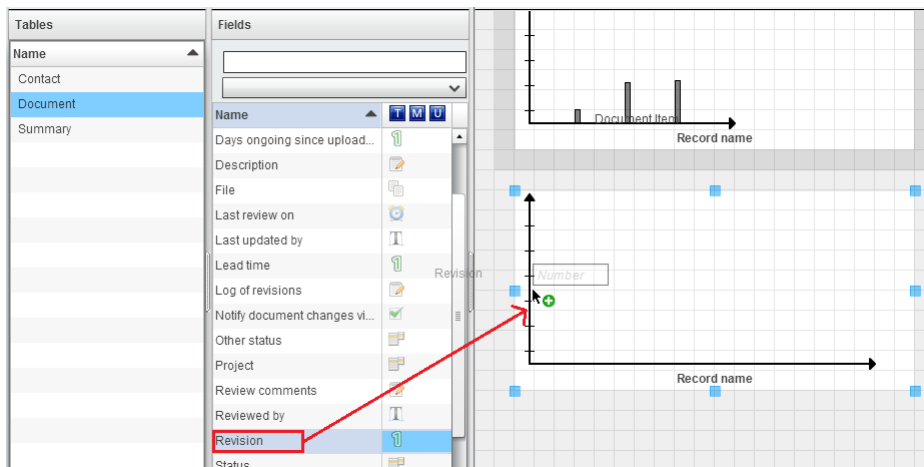 Tables
Name
Contact
Document
Summary
Fields
Name T M U
Days ongoing since upload...
Description
File
Last review on
Last updated by
Lead time
Log of revisions
Notify document changes vi...
Other status
Project
Review comments
Reviewed by
Revision
Status
Revision
Document Item
Record name
Number
Record name